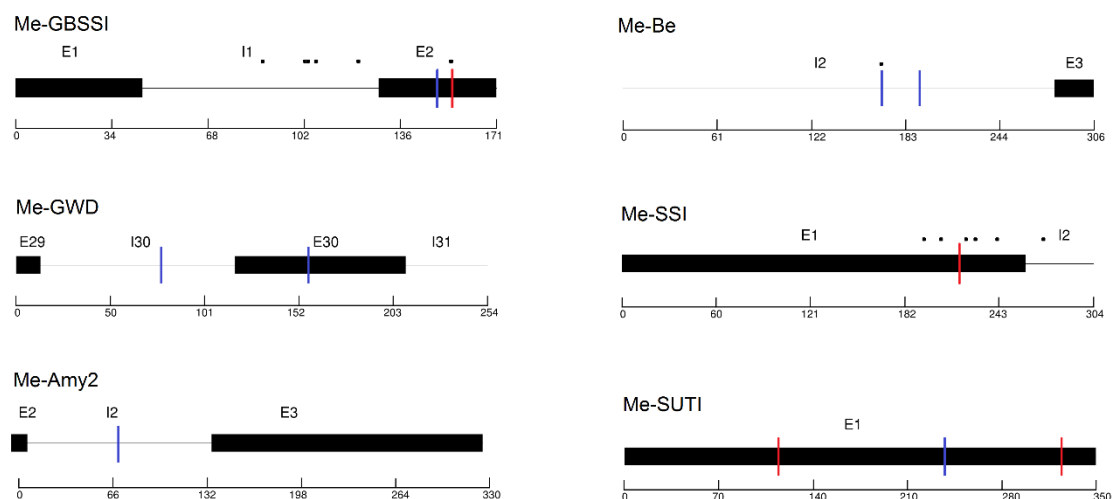 Me-GBSSI
E1 I1 E2
0 34 68 102 136 171
Me-GWD
E29 I30 E30 I31
0 50 101 152 203 254
Me-Amy2
E2 I2 E3
0 66 132 198 264 330
Me-Be
I2 E3
0 61 122 183 244 306
Me-SSI
E1 I2
0 60 121 182 243 304
Me-SUTI
E1
0 70 140 210 280 350